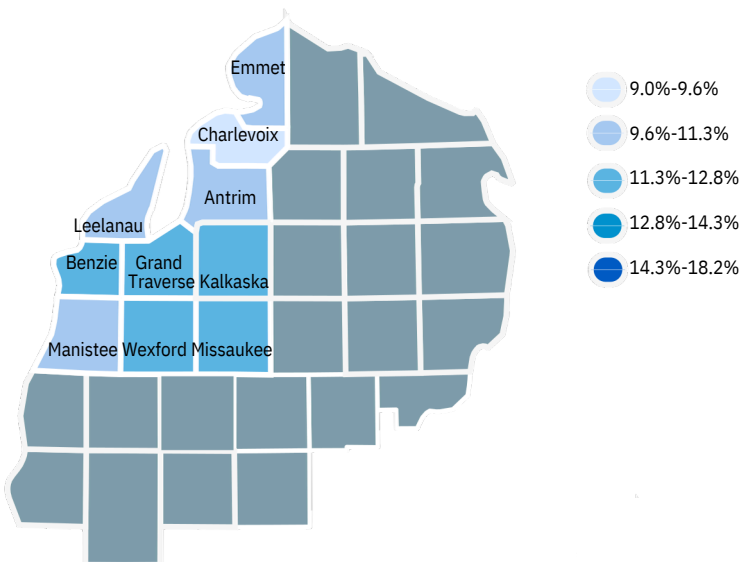 Emmet
9.0%-9.6%
Charlevoix
9.6%-11.3%
11.3%-12.8%
Antrim
Leelanau
12.8%-14.3%
Benzie
Grand
Traverse
Kalkaska
14.3%-18.2%
Manistee
Wexford
Missaukee